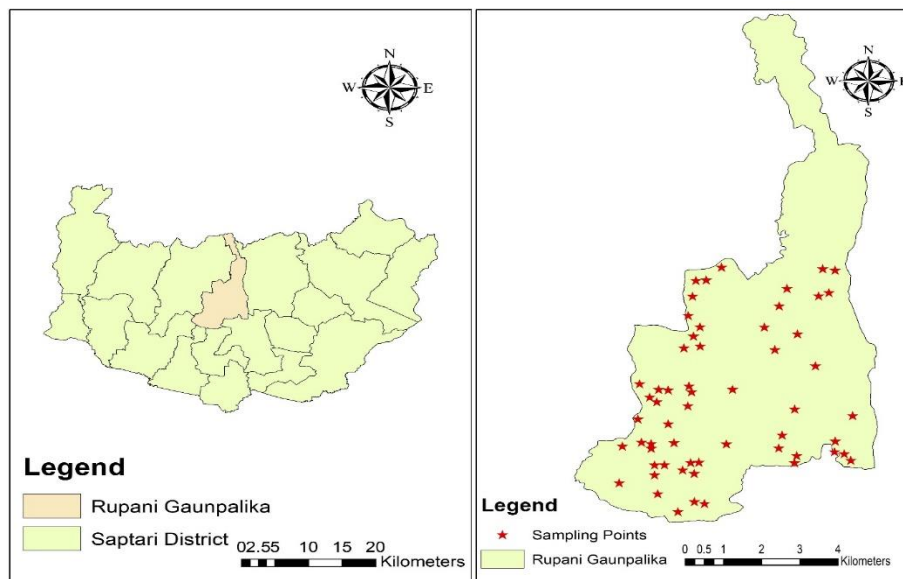 N
W E
S
Legend
Rupani Gaunpalika
Saptari District
02.55 10 15 20
Kilometers
N
W E
S
Legend
Sampling Points
Rupani Gaunpalika
0 0.5 1 2 3 4
Kilometers